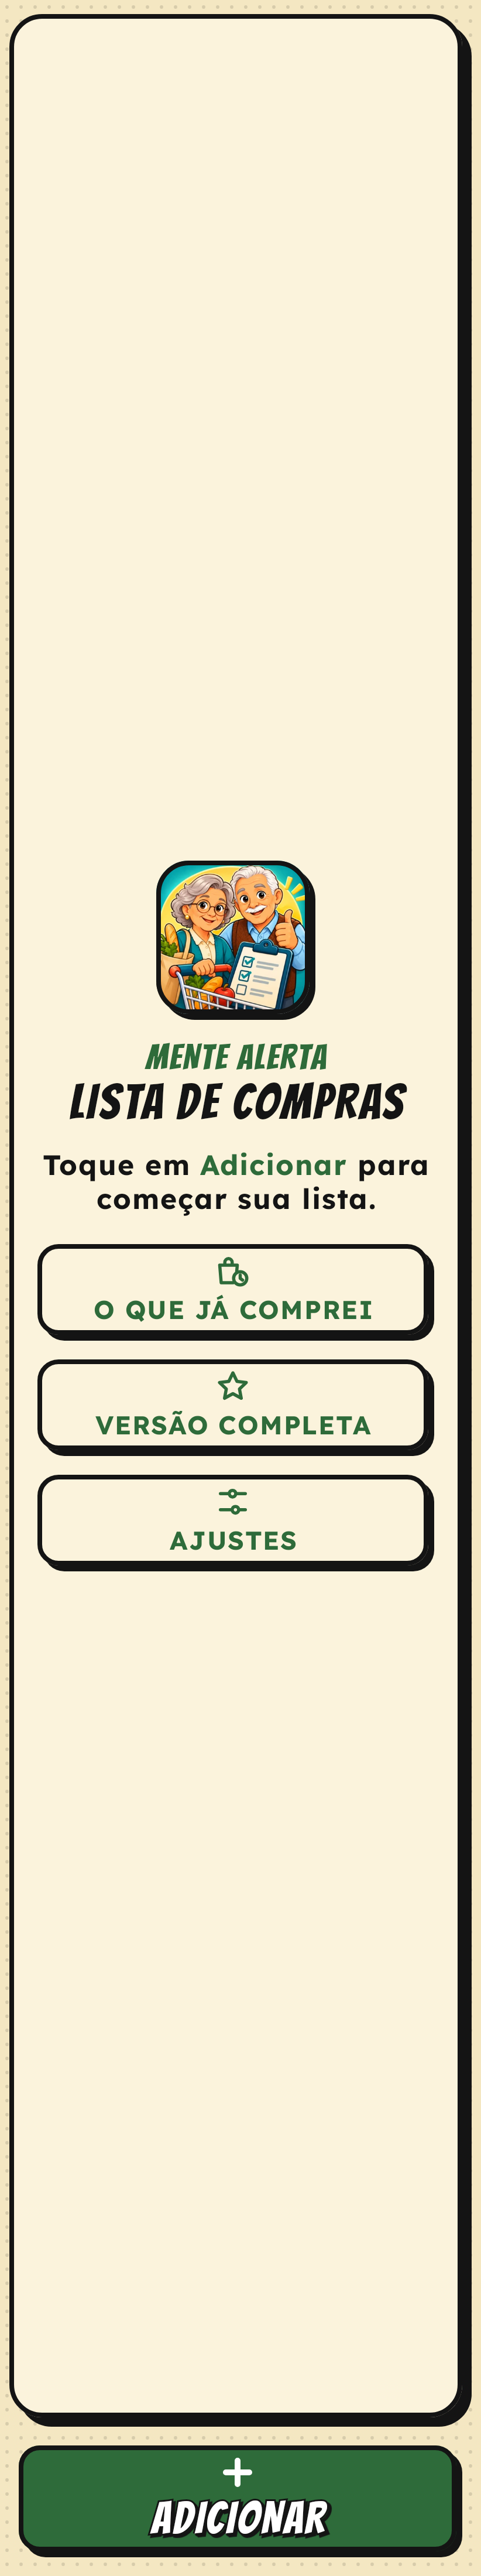 MENTE ALERTA
LISTA DE COMPRAS
Toque em Adicionar para
começar sua lista.
O QUE JÁ COMPREI
VERSÃO COMPLETA
AJUSTES
ADICIONAR